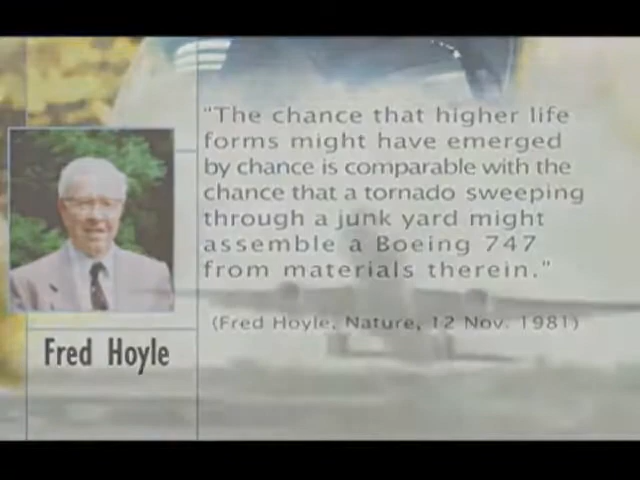 "The chance that higher life
forms might have emerged
by chance is comparable with the
chance that a tornado sweeping
through a junk yard might
assemble a Boeing 747
from materials therein."
(Fred Hoyle, Nature, 12 Nov. 1981)
Fred Hoyle